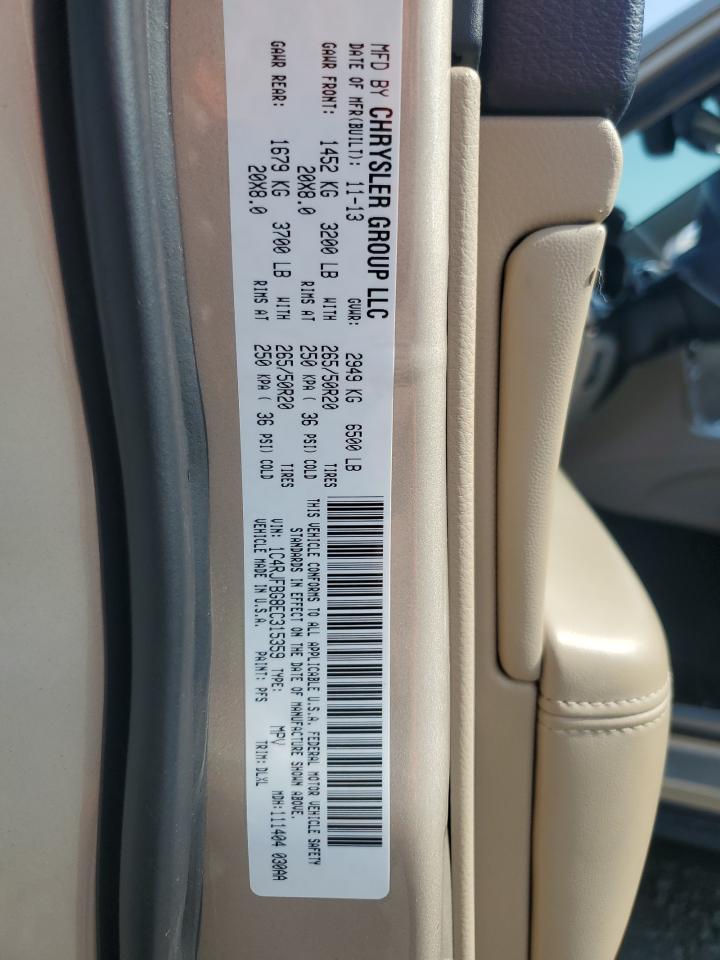 MFD BY CHRYSLER GROUP LLC
DATE OF MFR(BUILT): 11-13 GVWR: 2949 KG 6500 LB
GAWR FRONT: 1452 KG 3200 LB WITH 265/50R20 TIRES
20X8.0 RIMS AT 250 KPA ( 36 PSI) COLD
GAWR REAR: 1679 KG 3700 LB WITH 265/50R20 TIRES
20X8.0 RIMS AT 250 KPA ( 36 PSI) COLD
THIS VEHICLE CONFORMS TO ALL APPLICABLE U.S.A. FEDERAL MOTOR VEHICLE SAFETY
STANDARDS IN EFFECT ON THE DATE OF MANUFACTURE SHOWN ABOVE.
VIN: 1C4RJFBG8EC315359 TYPE: MPV MDH:111404 030AA
VEHICLE MADE IN U.S.A. PAINT: PFS TRIM: DLXL